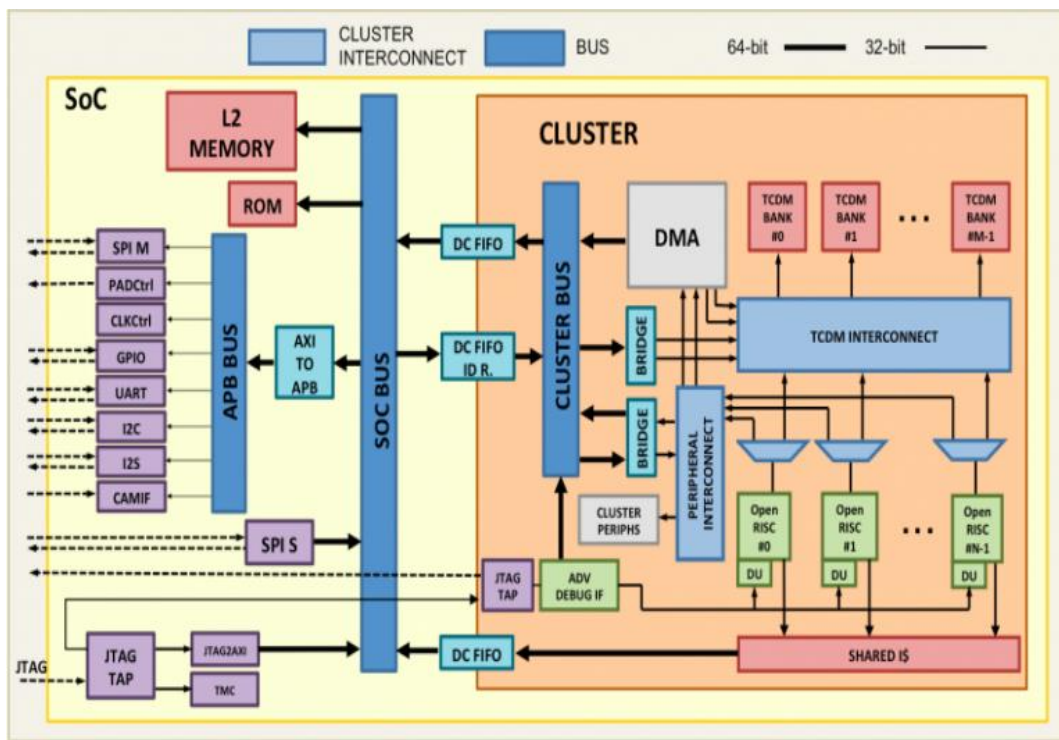 CLUSTER
INTERCONNECT
BUS
64-bit
32-bit
SoC
L2
MEMORY
ROM
SPI M
PADCtrl
CLKCtrl
GPIO
UART
I2C
I2S
CAMIF
APB BUS
AXI
TO
APB
SOC BUS
SPI S
JTAG
JTAG
TAP
JTAG2AXI
TMC
DC FIFO
DC FIFO
ID R.
DC FIFO
CLUSTER
CLUSTER BUS
DMA
BRIDGE
BRIDGE
PERIPHERAL
INTERCONNECT
CLUSTER
PERIPHS
JTAG
TAP
ADV
DEBUG IF
TCDM
BANK
#0
TCDM
BANK
#1
...
TCDM
BANK
#M-1
TCDM INTERCONNECT
Open
RISC
#0
DU
Open
RISC
#1
DU
...
Open
RISC
#N-1
DU
SHARED I$